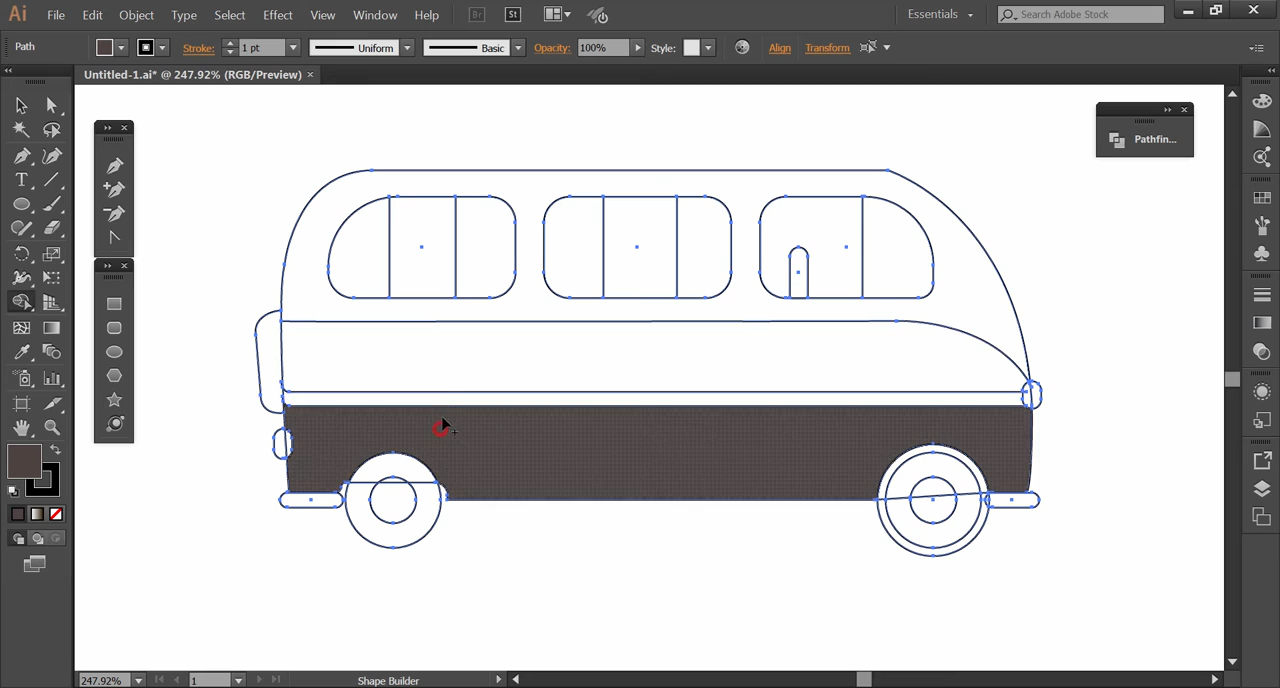 Ai File Edit Object Type Select Effect View Window Help Br St Essentials Search Adobe Stock
Path Stroke: 1 pt Uniform Basic Opacity: 100% Style: Align Transform
Untitled-1.ai* @ 247.92% (RGB/Preview) ×
Pathfin...
T
247.92% 1 Shape Builder